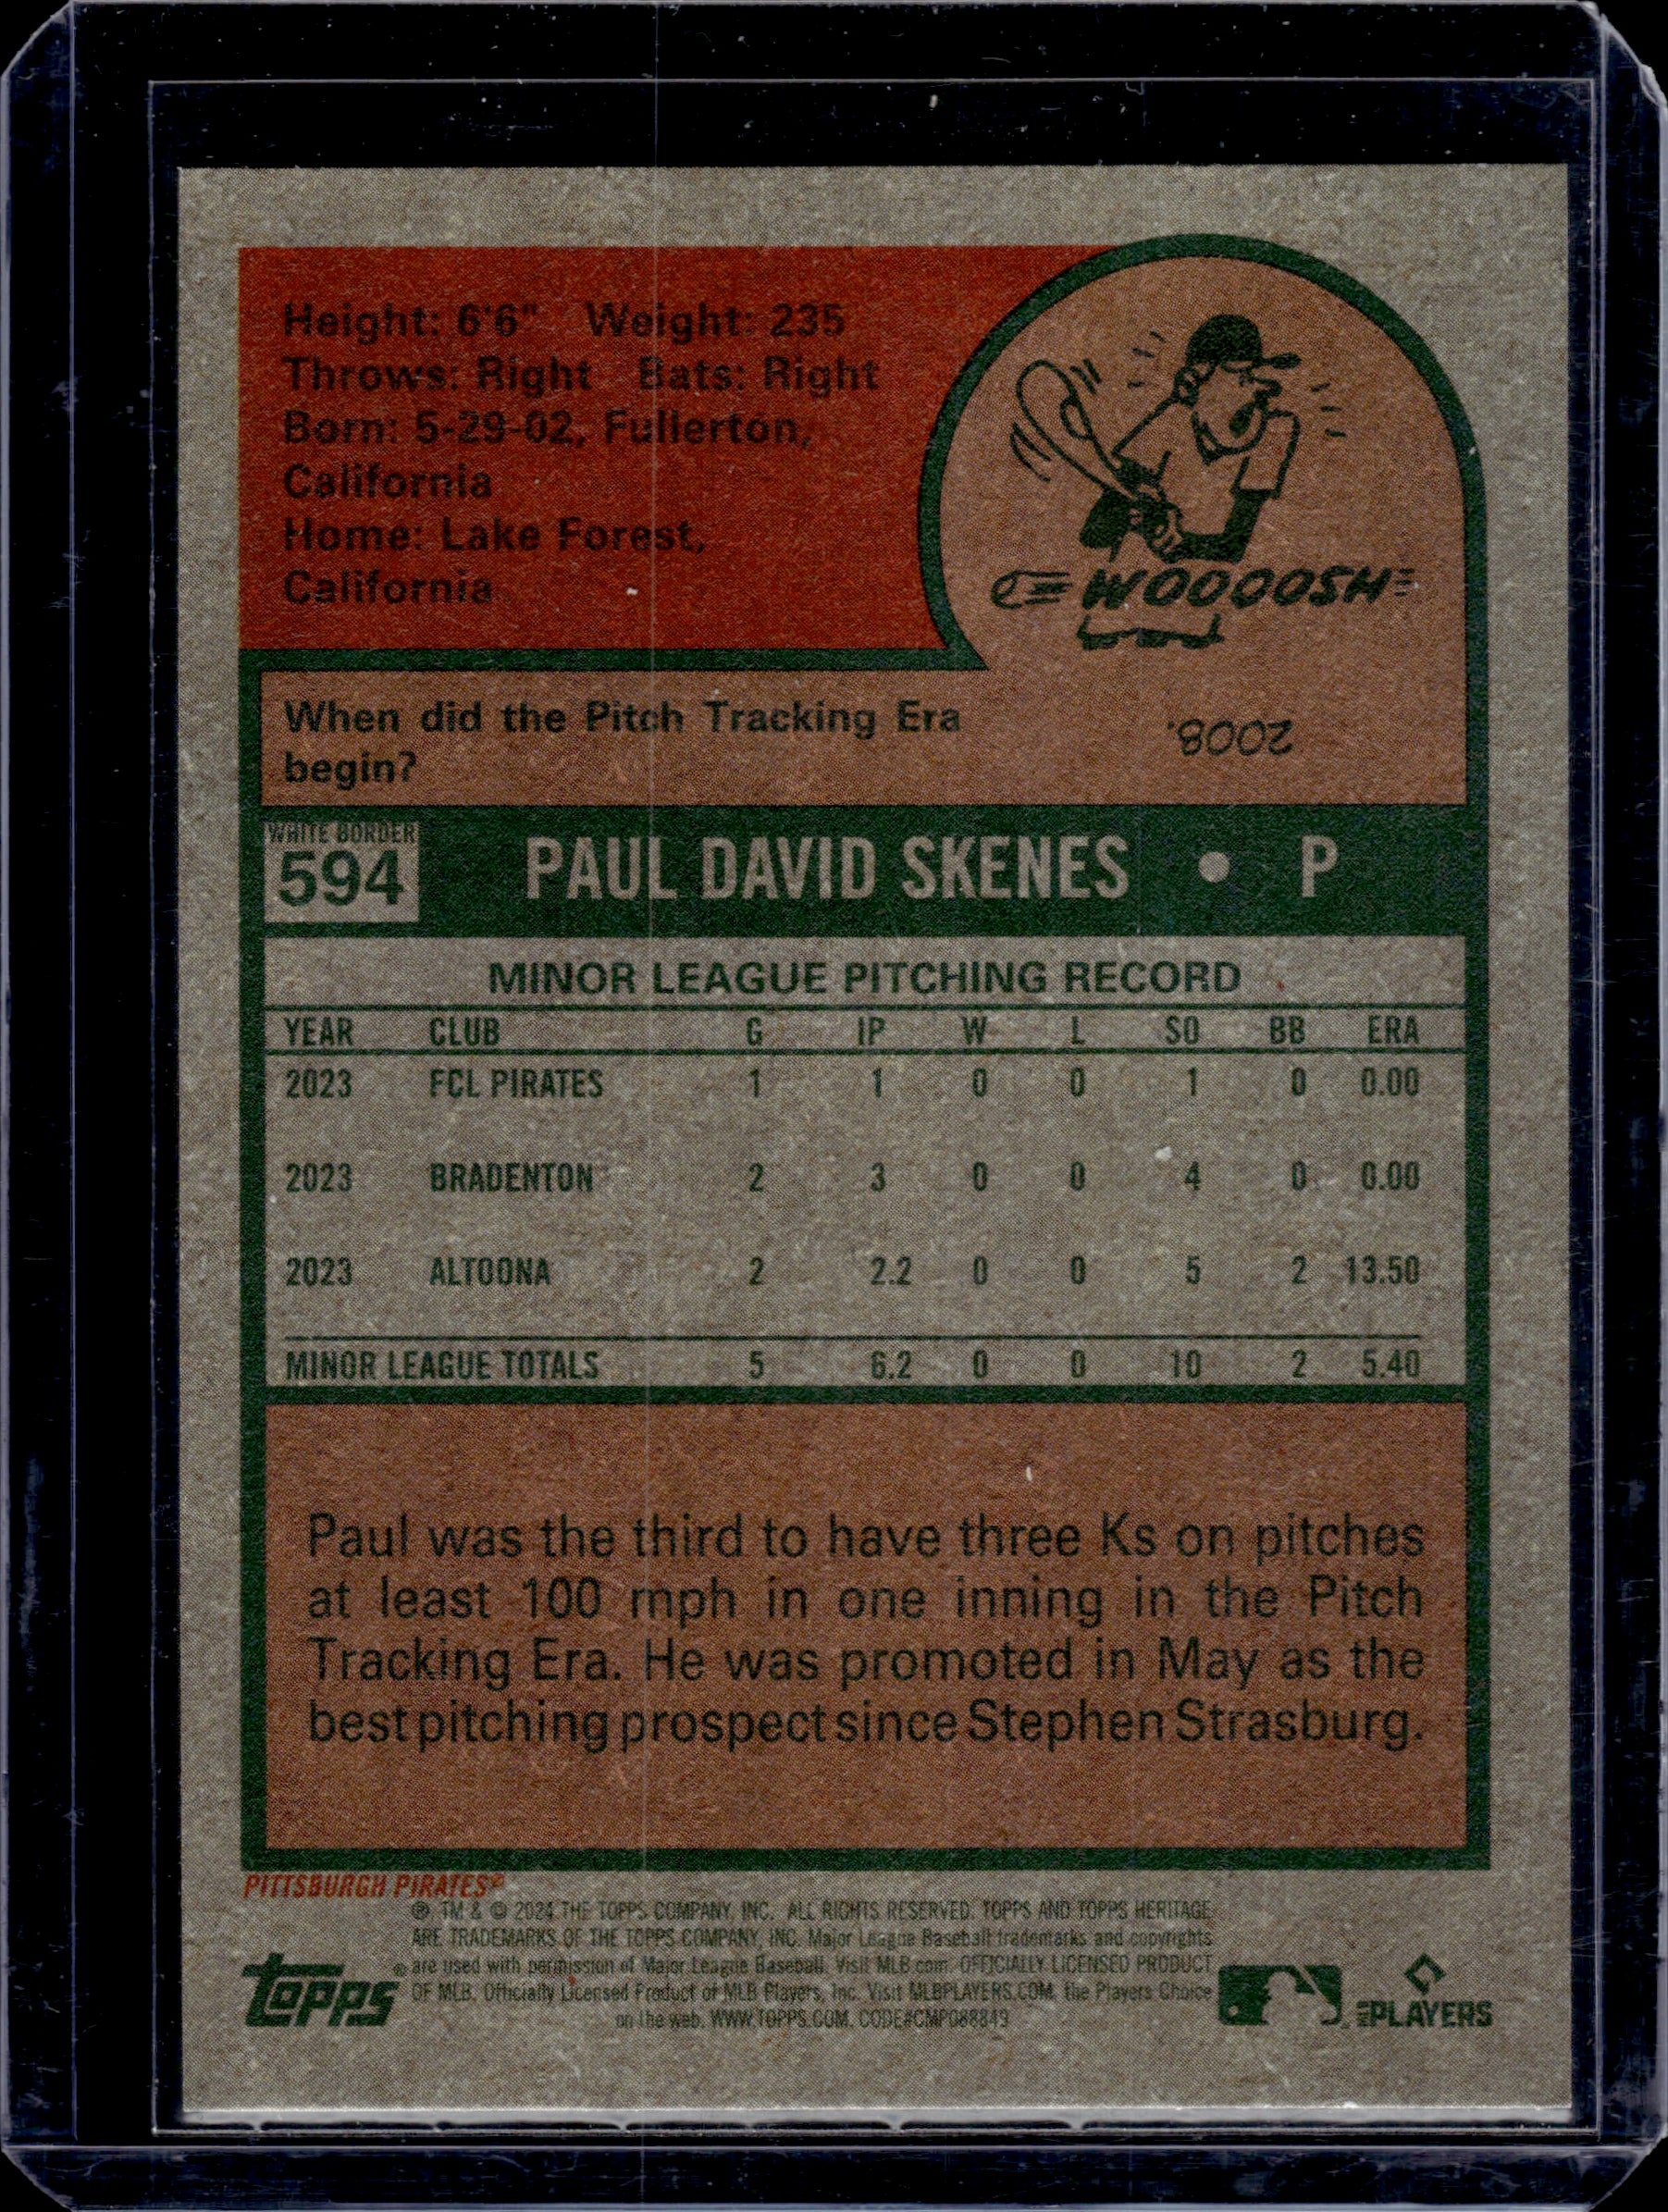 Height: 6'6" Weight: 235
Throws: Right Bats: Right
Born: 5-29-02, Fullerton,
California
Home: Lake Forest,
California
WOOOOSH
When did the Pitch Tracking Era
begin?
2008.
WHITE BORDER
594
PAUL DAVID SKENES • P
MINOR LEAGUE PITCHING RECORD
YEAR CLUB G IP W L SO BB ERA
2023 FCL PIRATES 1 1 0 0 1 0 0.00
2023 BRADENTON 2 3 0 0 4 0 0.00
2023 ALTOONA 2 2.2 0 0 5 2 13.50
MINOR LEAGUE TOTALS 5 6.2 0 0 10 2 5.40
Paul was the third to have three Ks on pitches
at least 100 mph in one inning in the Pitch
Tracking Era. He was promoted in May as the
best pitching prospect since Stephen Strasburg.
PITTSBURGH PIRATES®
® TM & © 2024 THE TOPPS COMPANY, INC. ALL RIGHTS RESERVED. TOPPS AND TOPPS HERITAGE
ARE TRADEMARKS OF THE TOPPS COMPANY, INC. Major League Baseball trademarks and copyrights
are used with permission of Major League Baseball. Visit MLB.com. OFFICIALLY LICENSED PRODUCT
OF MLB. Officially Licensed Product of MLB Players, Inc. Visit MLBPLAYERS.COM, the Players Choice
on the web. WWW.TOPPS.COM. CODE#CMP088849
topps®
MLB PLAYERS